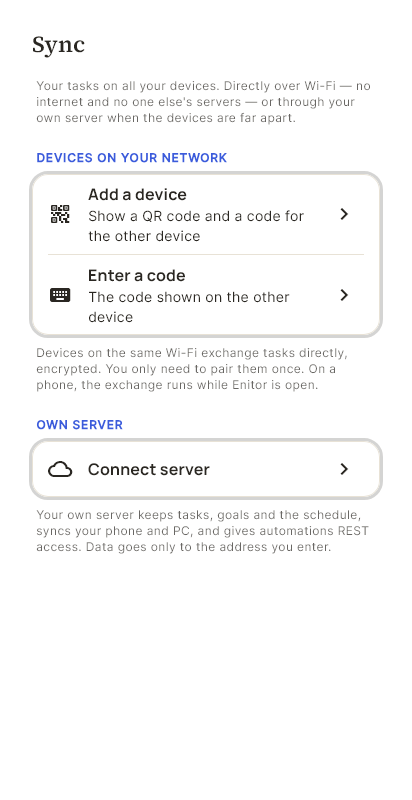 Sync
Your tasks on all your devices. Directly over Wi-Fi — no
internet and no one else's servers — or through your
own server when the devices are far apart.
DEVICES ON YOUR NETWORK
Add a device
Show a QR code and a code for
the other device
Enter a code
The code shown on the other
device
Devices on the same Wi-Fi exchange tasks directly,
encrypted. You only need to pair them once. On a
phone, the exchange runs while Enitor is open.
OWN SERVER
Connect server
Your own server keeps tasks, goals and the schedule,
syncs your phone and PC, and gives automations REST
access. Data goes only to the address you enter.